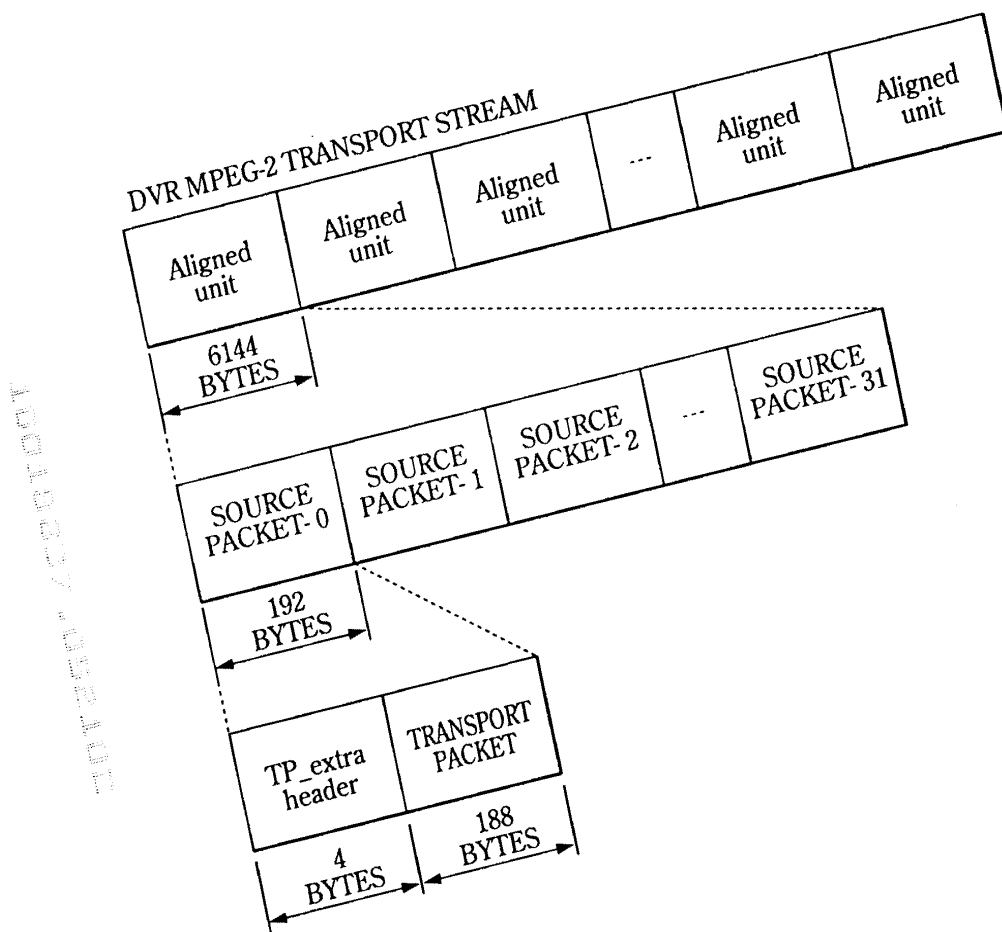 DVR MPEG-2 TRANSPORT STREAM
Aligned
unit
Aligned
unit
Aligned
unit
---
Aligned
unit
Aligned
unit
6144
BYTES
SOURCE
PACKET- 0
SOURCE
PACKET- 1
SOURCE
PACKET- 2
---
SOURCE
PACKET- 31
192
BYTES
TP_extra
header
TRANSPORT
PACKET
4
BYTES
188
BYTES